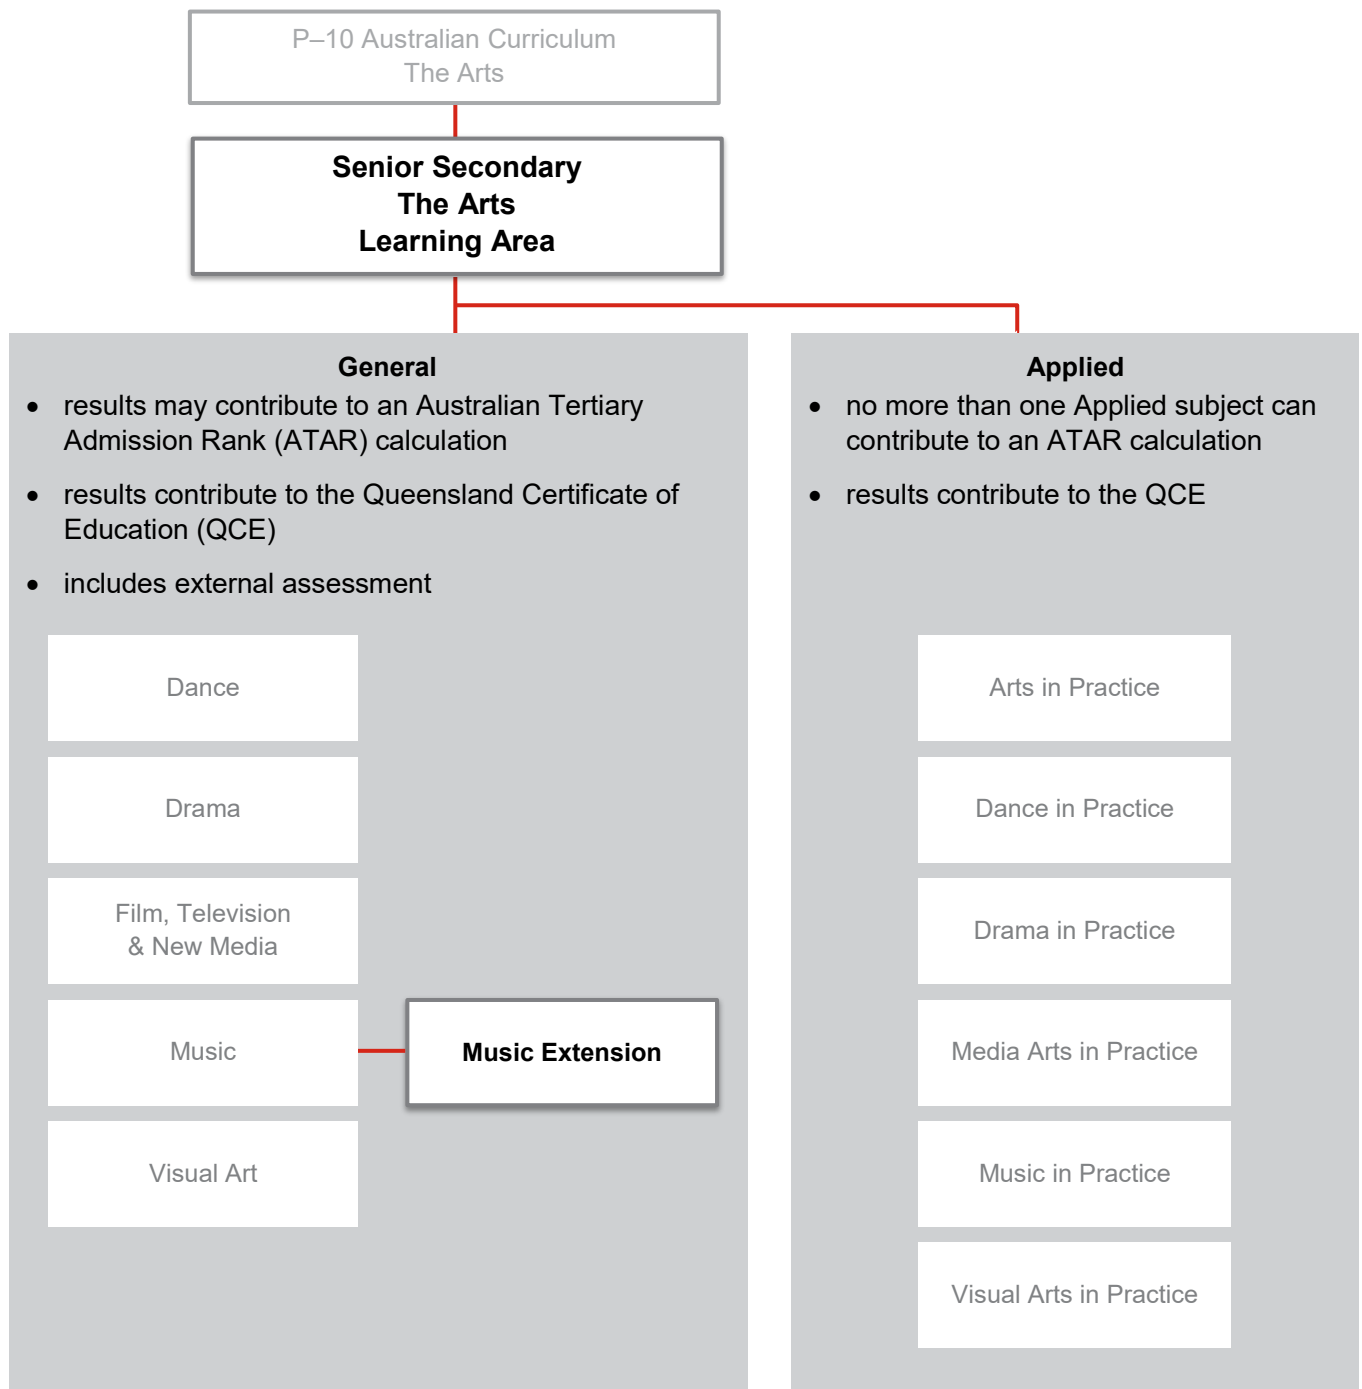 P–10 Australian Curriculum
The Arts
Senior Secondary
The Arts
Learning Area
General
• results may contribute to an Australian Tertiary
Admission Rank (ATAR) calculation
• results contribute to the Queensland Certificate of
Education (QCE)
• includes external assessment
Dance
Drama
Film, Television
& New Media
Music
Music Extension
Visual Art
Applied
• no more than one Applied subject can
contribute to an ATAR calculation
• results contribute to the QCE
Arts in Practice
Dance in Practice
Drama in Practice
Media Arts in Practice
Music in Practice
Visual Arts in Practice